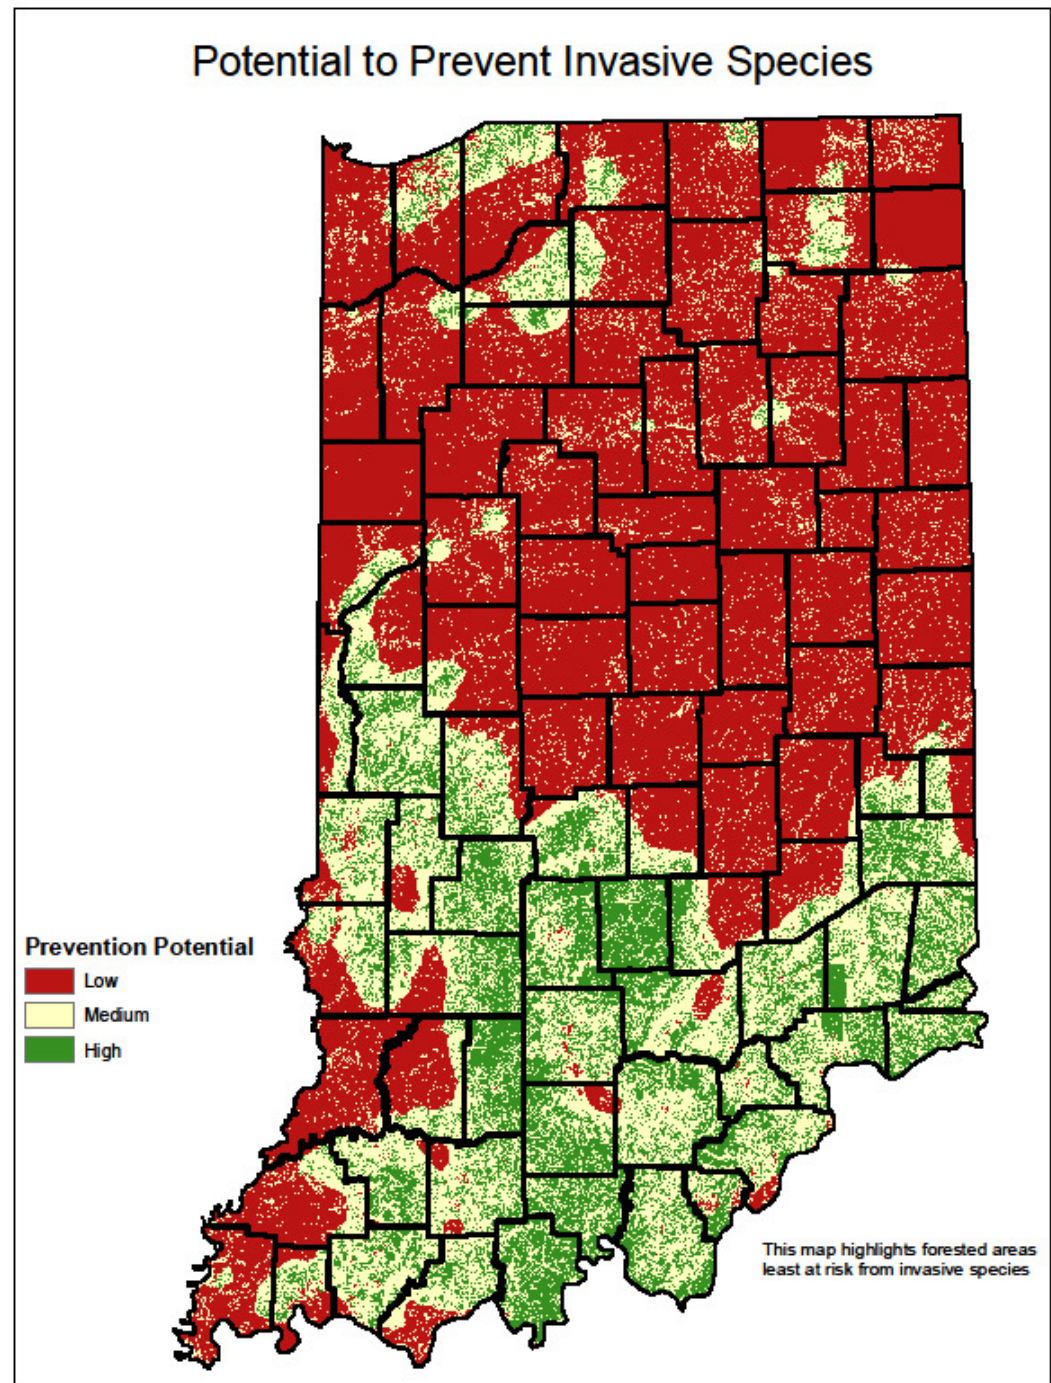 Potential to Prevent Invasive Species
Prevention Potential
Low
Medium
High
This map highlights forested areas
least at risk from invasive species